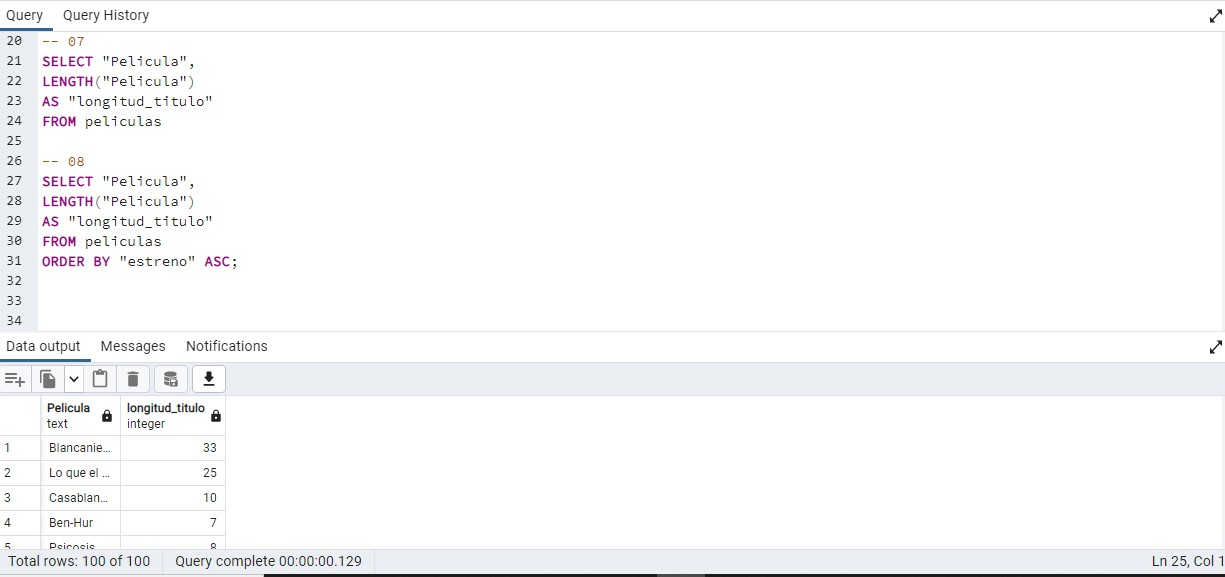 Query Query History
20 -- 07
21 SELECT "Pelicula",
22 LENGTH("Pelicula")
23 AS "longitud_titulo"
24 FROM peliculas
25
26 -- 08
27 SELECT "Pelicula",
28 LENGTH("Pelicula")
29 AS "longitud_titulo"
30 FROM peliculas
31 ORDER BY "estreno" ASC;
32
33
34
Data output Messages Notifications
Pelicula longitud_titulo
text integer
1 Blancanie... 33
2 Lo que el ... 25
3 Casablan... 10
4 Ben-Hur 7
5 Psicosis 8
Total rows: 100 of 100 Query complete 00:00:00.129 Ln 25, Col 1